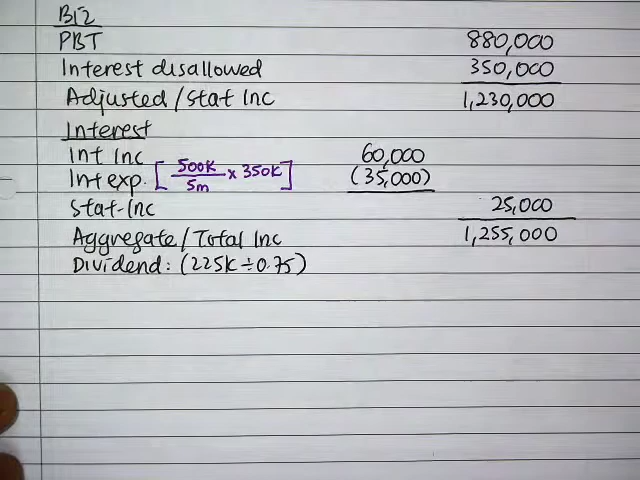 Biz
PBT 880,000
Interest disallowed 350,000
Adjusted/Stat Inc 1,230,000
Interest
Int Inc 60,000
Int exp. [500K/5m × 350K] (35,000)
Stat-Inc 25,000
Aggregate/Total Inc 1,255,000
Dividend: (225K ÷ 0.75)